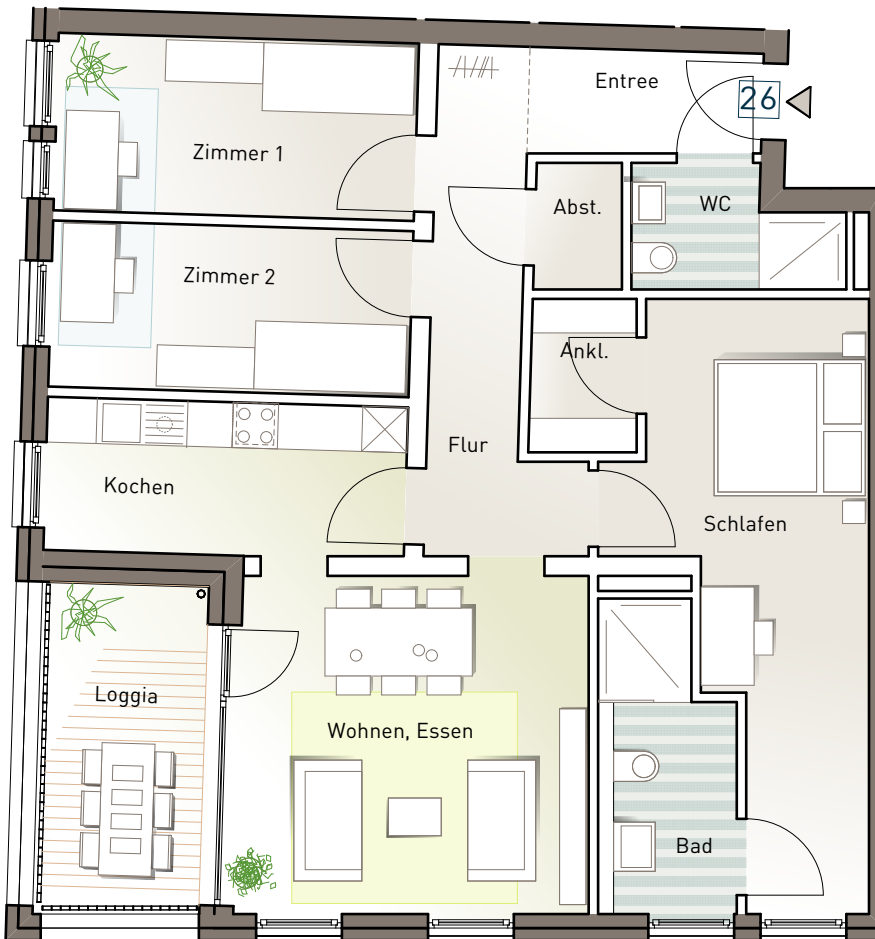 Entree
26
Zimmer 1
Abst.
WC
Zimmer 2
Ankl.
Flur
Kochen
Schlafen
Loggia
Wohnen, Essen
Bad